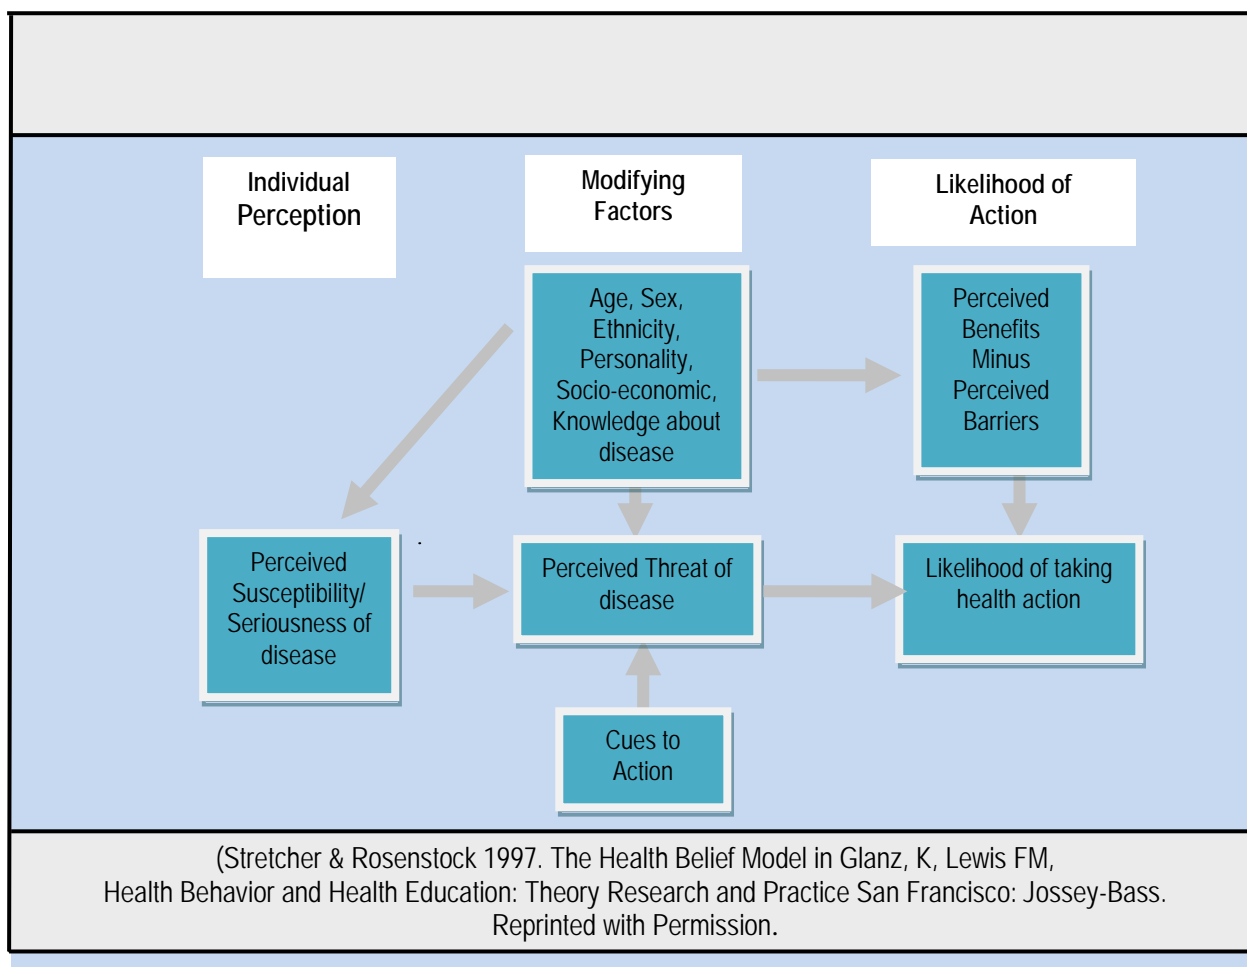 Individual
Perception
Modifying
Factors
Likelihood of
Action
Age, Sex,
Ethnicity,
Personality,
Socio-economic,
Knowledge about
disease
Perceived
Benefits
Minus
Perceived
Barriers
Perceived
Susceptibility/
Seriousness of
disease
.
Perceived Threat of
disease
Likelihood of taking
health action
Cues to
Action
(Stretcher & Rosenstock 1997. The Health Belief Model in Glanz, K, Lewis FM,
Health Behavior and Health Education: Theory Research and Practice San Francisco: Jossey-Bass.
Reprinted with Permission.